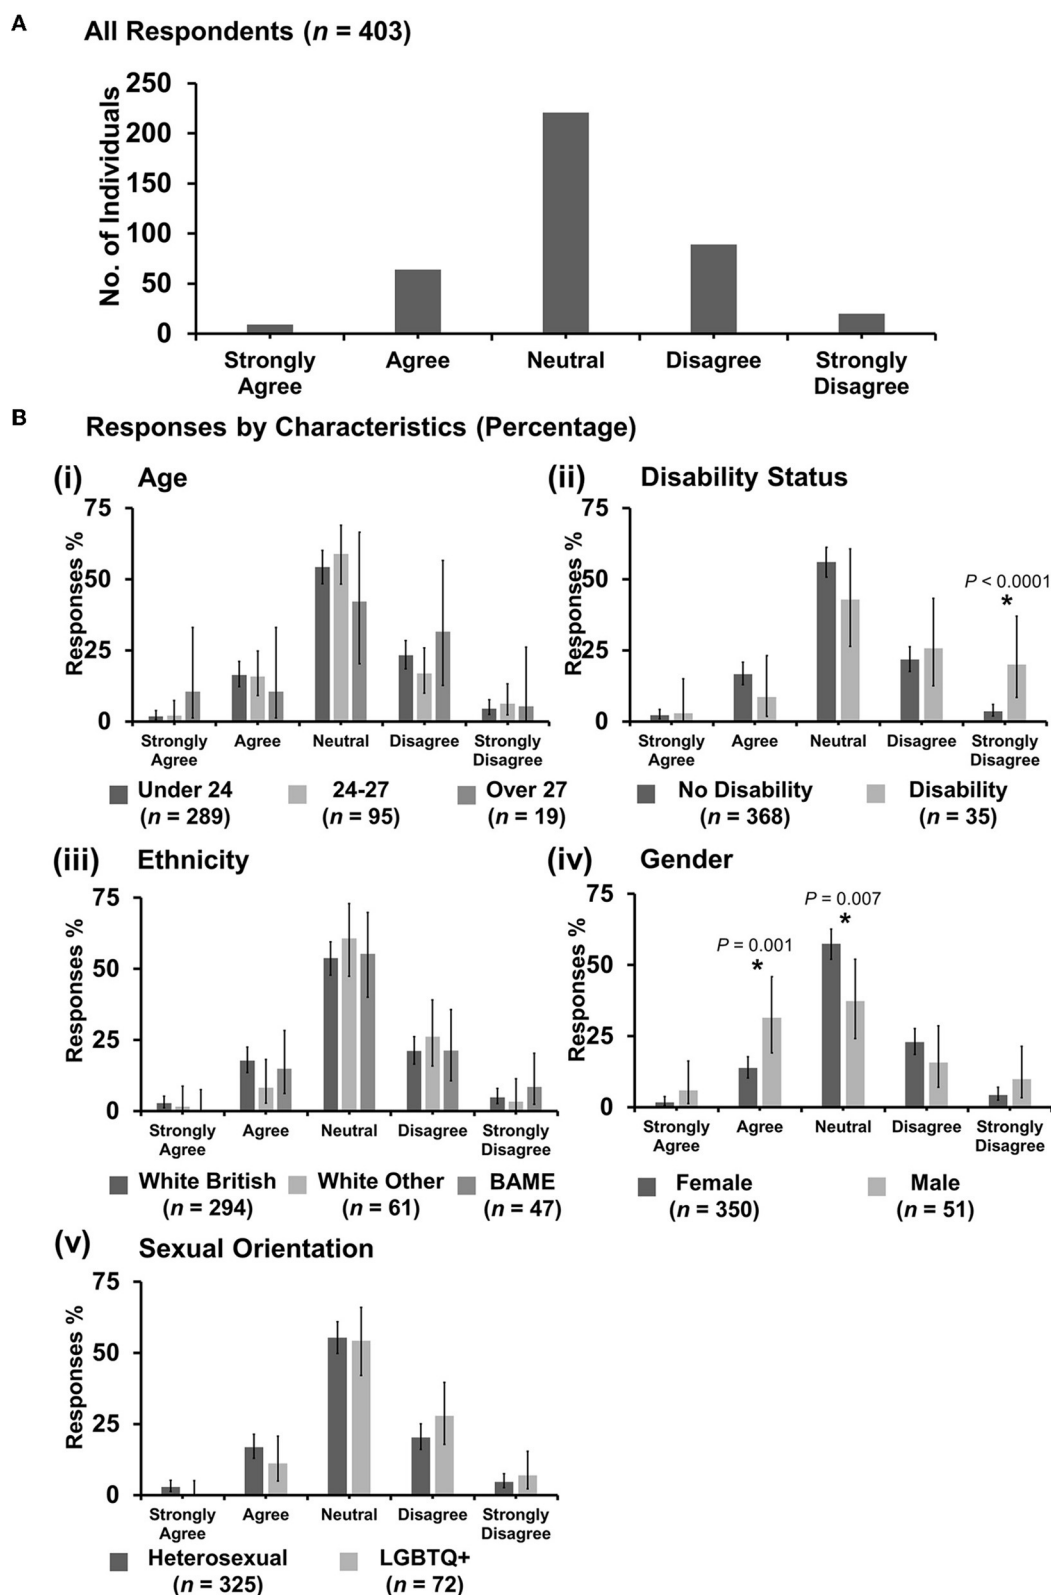 A
All Respondents (n = 403)
No. of Individuals
250
200
150
100
50
0
Strongly Agree
Agree
Neutral
Disagree
Strongly Disagree
B
Responses by Characteristics (Percentage)
(i) Age
Responses %
75
50
25
0
Strongly Agree
Agree
Neutral
Disagree
Strongly Disagree
Under 24 (n = 289)
24-27 (n = 95)
Over 27 (n = 19)
(ii) Disability Status
Responses %
75
50
25
0
P < 0.0001
*
Strongly Agree
Agree
Neutral
Disagree
Strongly Disagree
No Disability (n = 368)
Disability (n = 35)
(iii) Ethnicity
Responses %
75
50
25
0
Strongly Agree
Agree
Neutral
Disagree
Strongly Disagree
White British (n = 294)
White Other (n = 61)
BAME (n = 47)
(iv) Gender
Responses %
75
50
25
0
P = 0.001
*
P = 0.007
*
Strongly Agree
Agree
Neutral
Disagree
Strongly Disagree
Female (n = 350)
Male (n = 51)
(v) Sexual Orientation
Responses %
75
50
25
0
Strongly Agree
Agree
Neutral
Disagree
Strongly Disagree
Heterosexual (n = 325)
LGBTQ+ (n = 72)